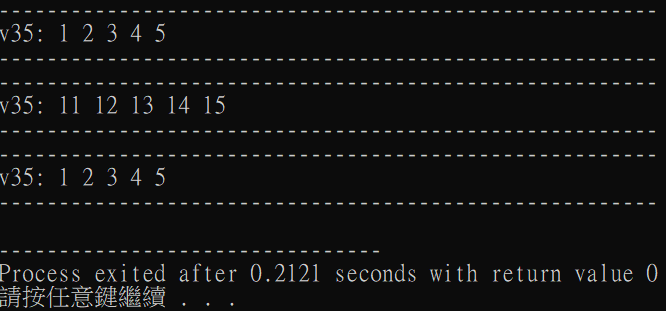 -------------------------------------------------------
v35: 1 2 3 4 5
-------------------------------------------------------
-------------------------------------------------------
v35: 11 12 13 14 15
-------------------------------------------------------
-------------------------------------------------------
v35: 1 2 3 4 5
-------------------------------------------------------
--------------------------------
Process exited after 0.2121 seconds with return value 0
請按任意鍵繼續 . . .